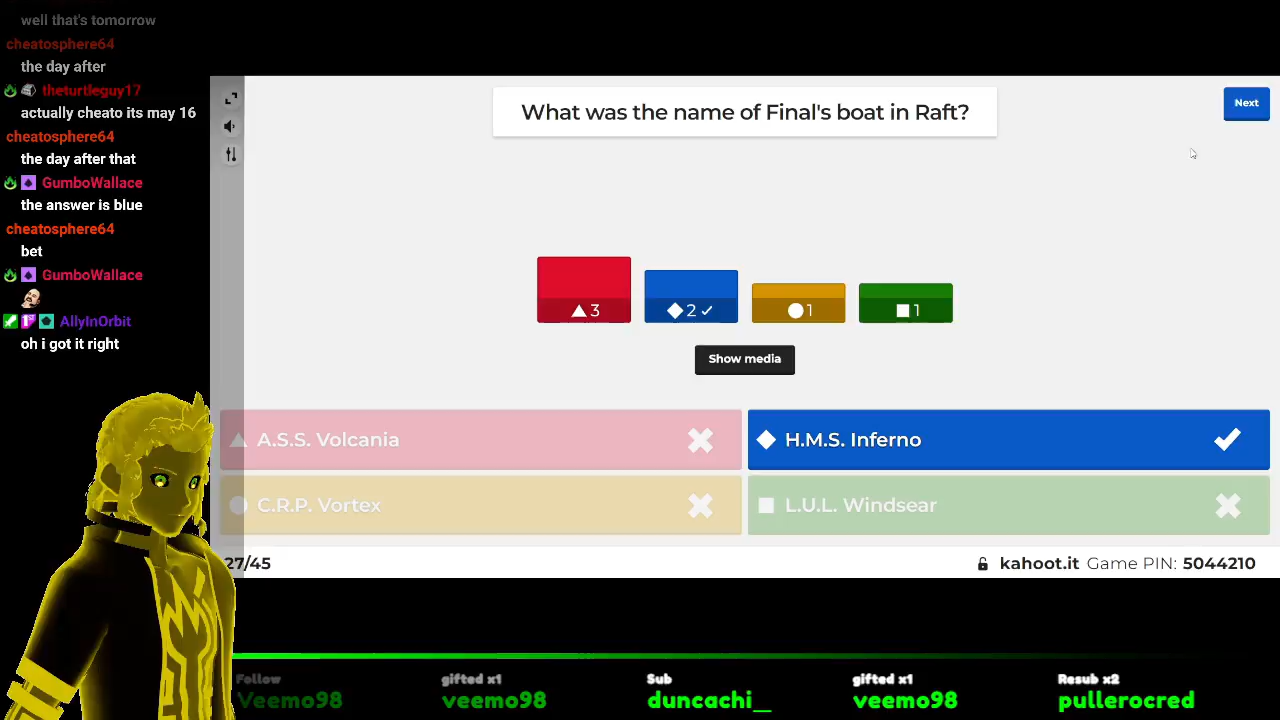 well that's tomorrow
cheatosphere64
the day after
theturtleguy17
actually cheato its may 16
cheatosphere64
the day after that
GumboWallace
the answer is blue
cheatosphere64
bet
GumboWallace
AllyInOrbit
oh i got it right
What was the name of Final's boat in Raft?
Next
3
2
1
1
Show media
A.S.S. Volcania
H.M.S. Inferno
C.R.P. Vortex
L.U.L. Windsear
27/45
kahoot.it Game PIN: 5044210
Follow
Veemo98
gifted x1
veemo98
Sub
duncachi__
gifted x1
veemo98
Resub x2
pullerocred